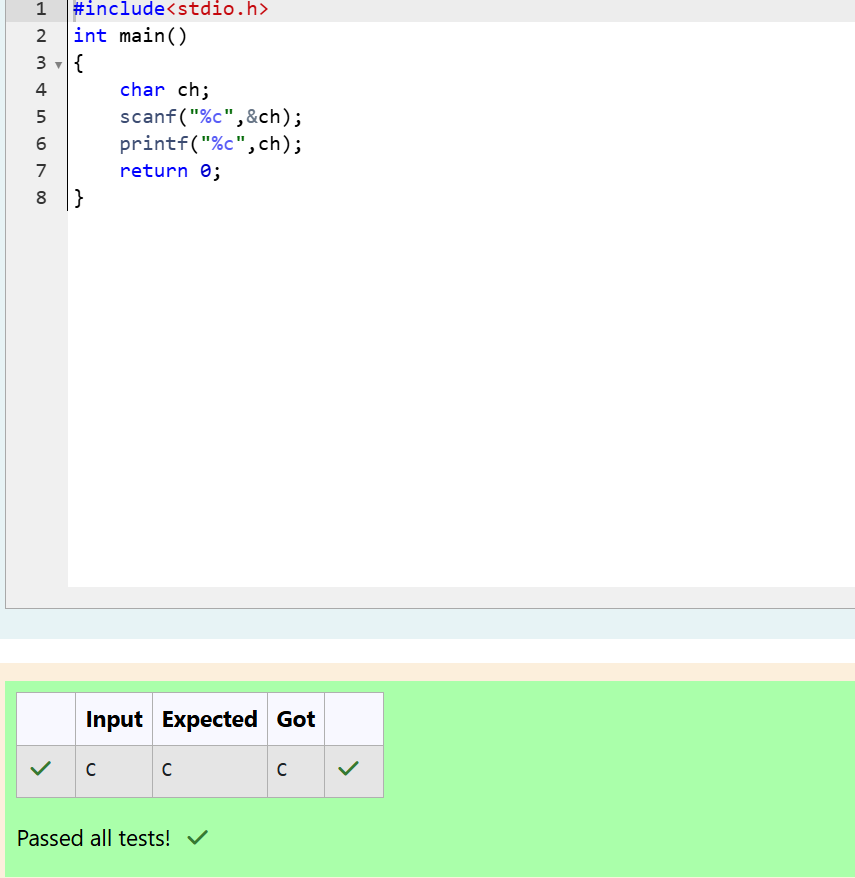 1 #include<stdio.h>
2 int main()
3 {
4 char ch;
5 scanf("%c",&ch);
6 printf("%c",ch);
7 return 0;
8 }
Input Expected Got
C C C
Passed all tests!